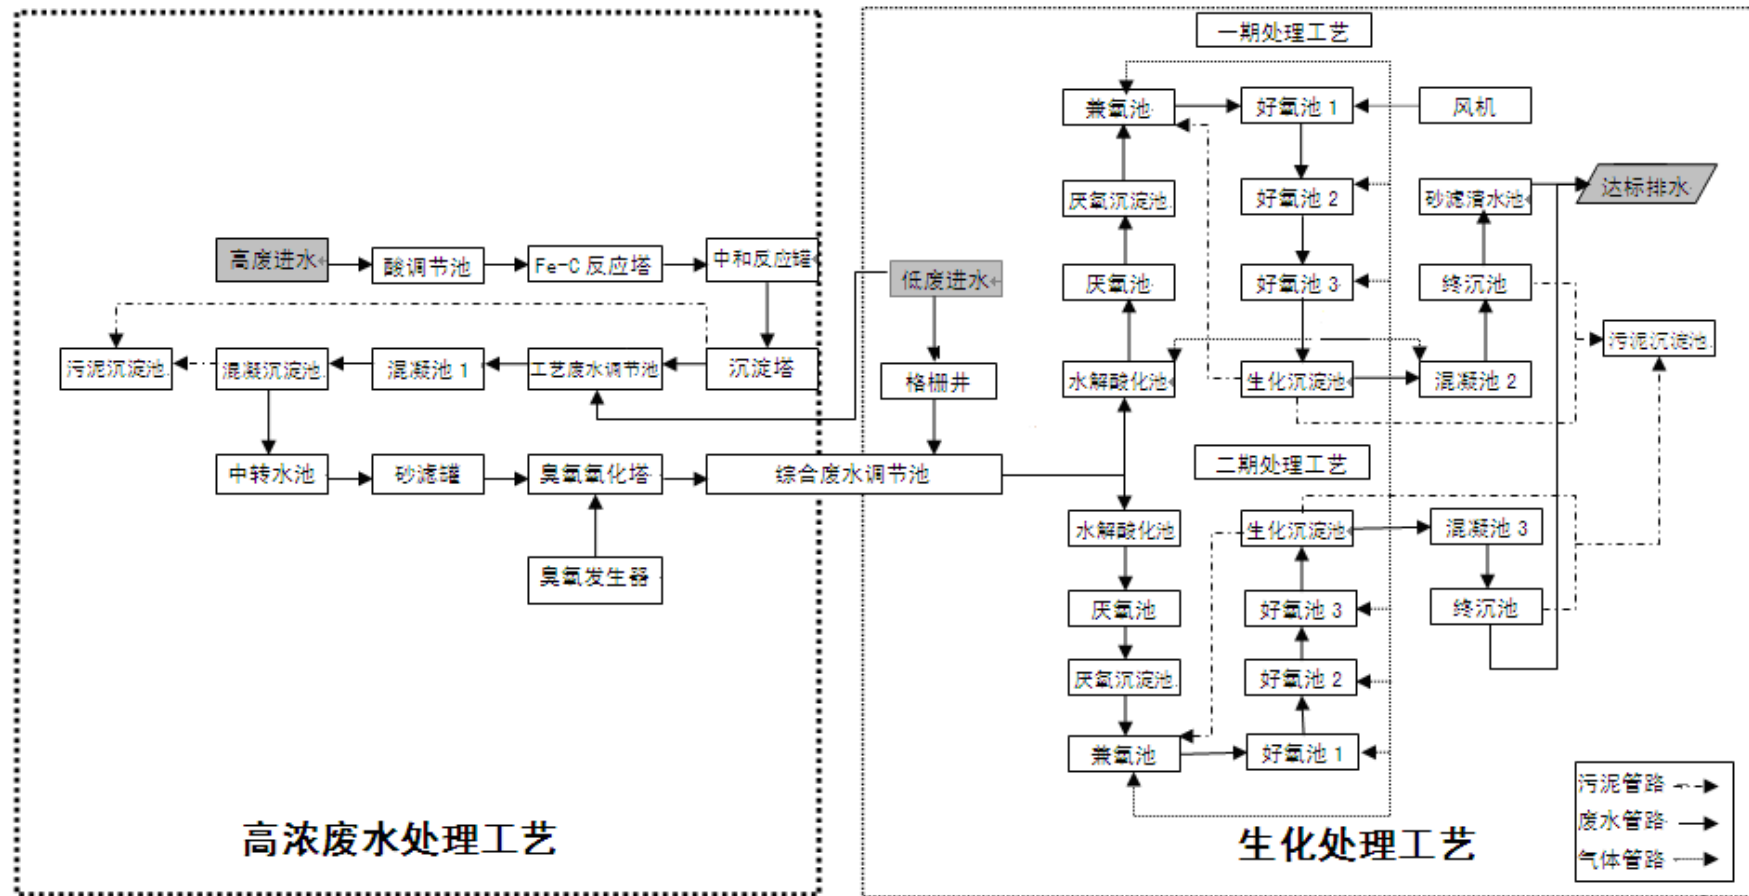 一期处理工艺
兼氧池
好氧池 1
风机
厌氧沉淀池
好氧池 2
砂滤清水池
达标排水
高废进水
酸调节池
Fe-C 反应塔
中和反应罐
低废进水
厌氧池
好氧池 3
终沉池
污泥沉淀池
混凝沉淀池
混凝池 1
工艺废水调节池
沉淀塔
格栅井
水解酸化池
生化沉淀池
混凝池 2
污泥沉淀池
中转水池
砂滤罐
臭氧氧化塔
综合废水调节池
二期处理工艺
臭氧发生器
水解酸化池
生化沉淀池
混凝池 3
厌氧池
好氧池 3
终沉池
厌氧沉淀池
好氧池 2
兼氧池
好氧池 1
污泥管路
废水管路
气体管路
高浓废水处理工艺
生化处理工艺